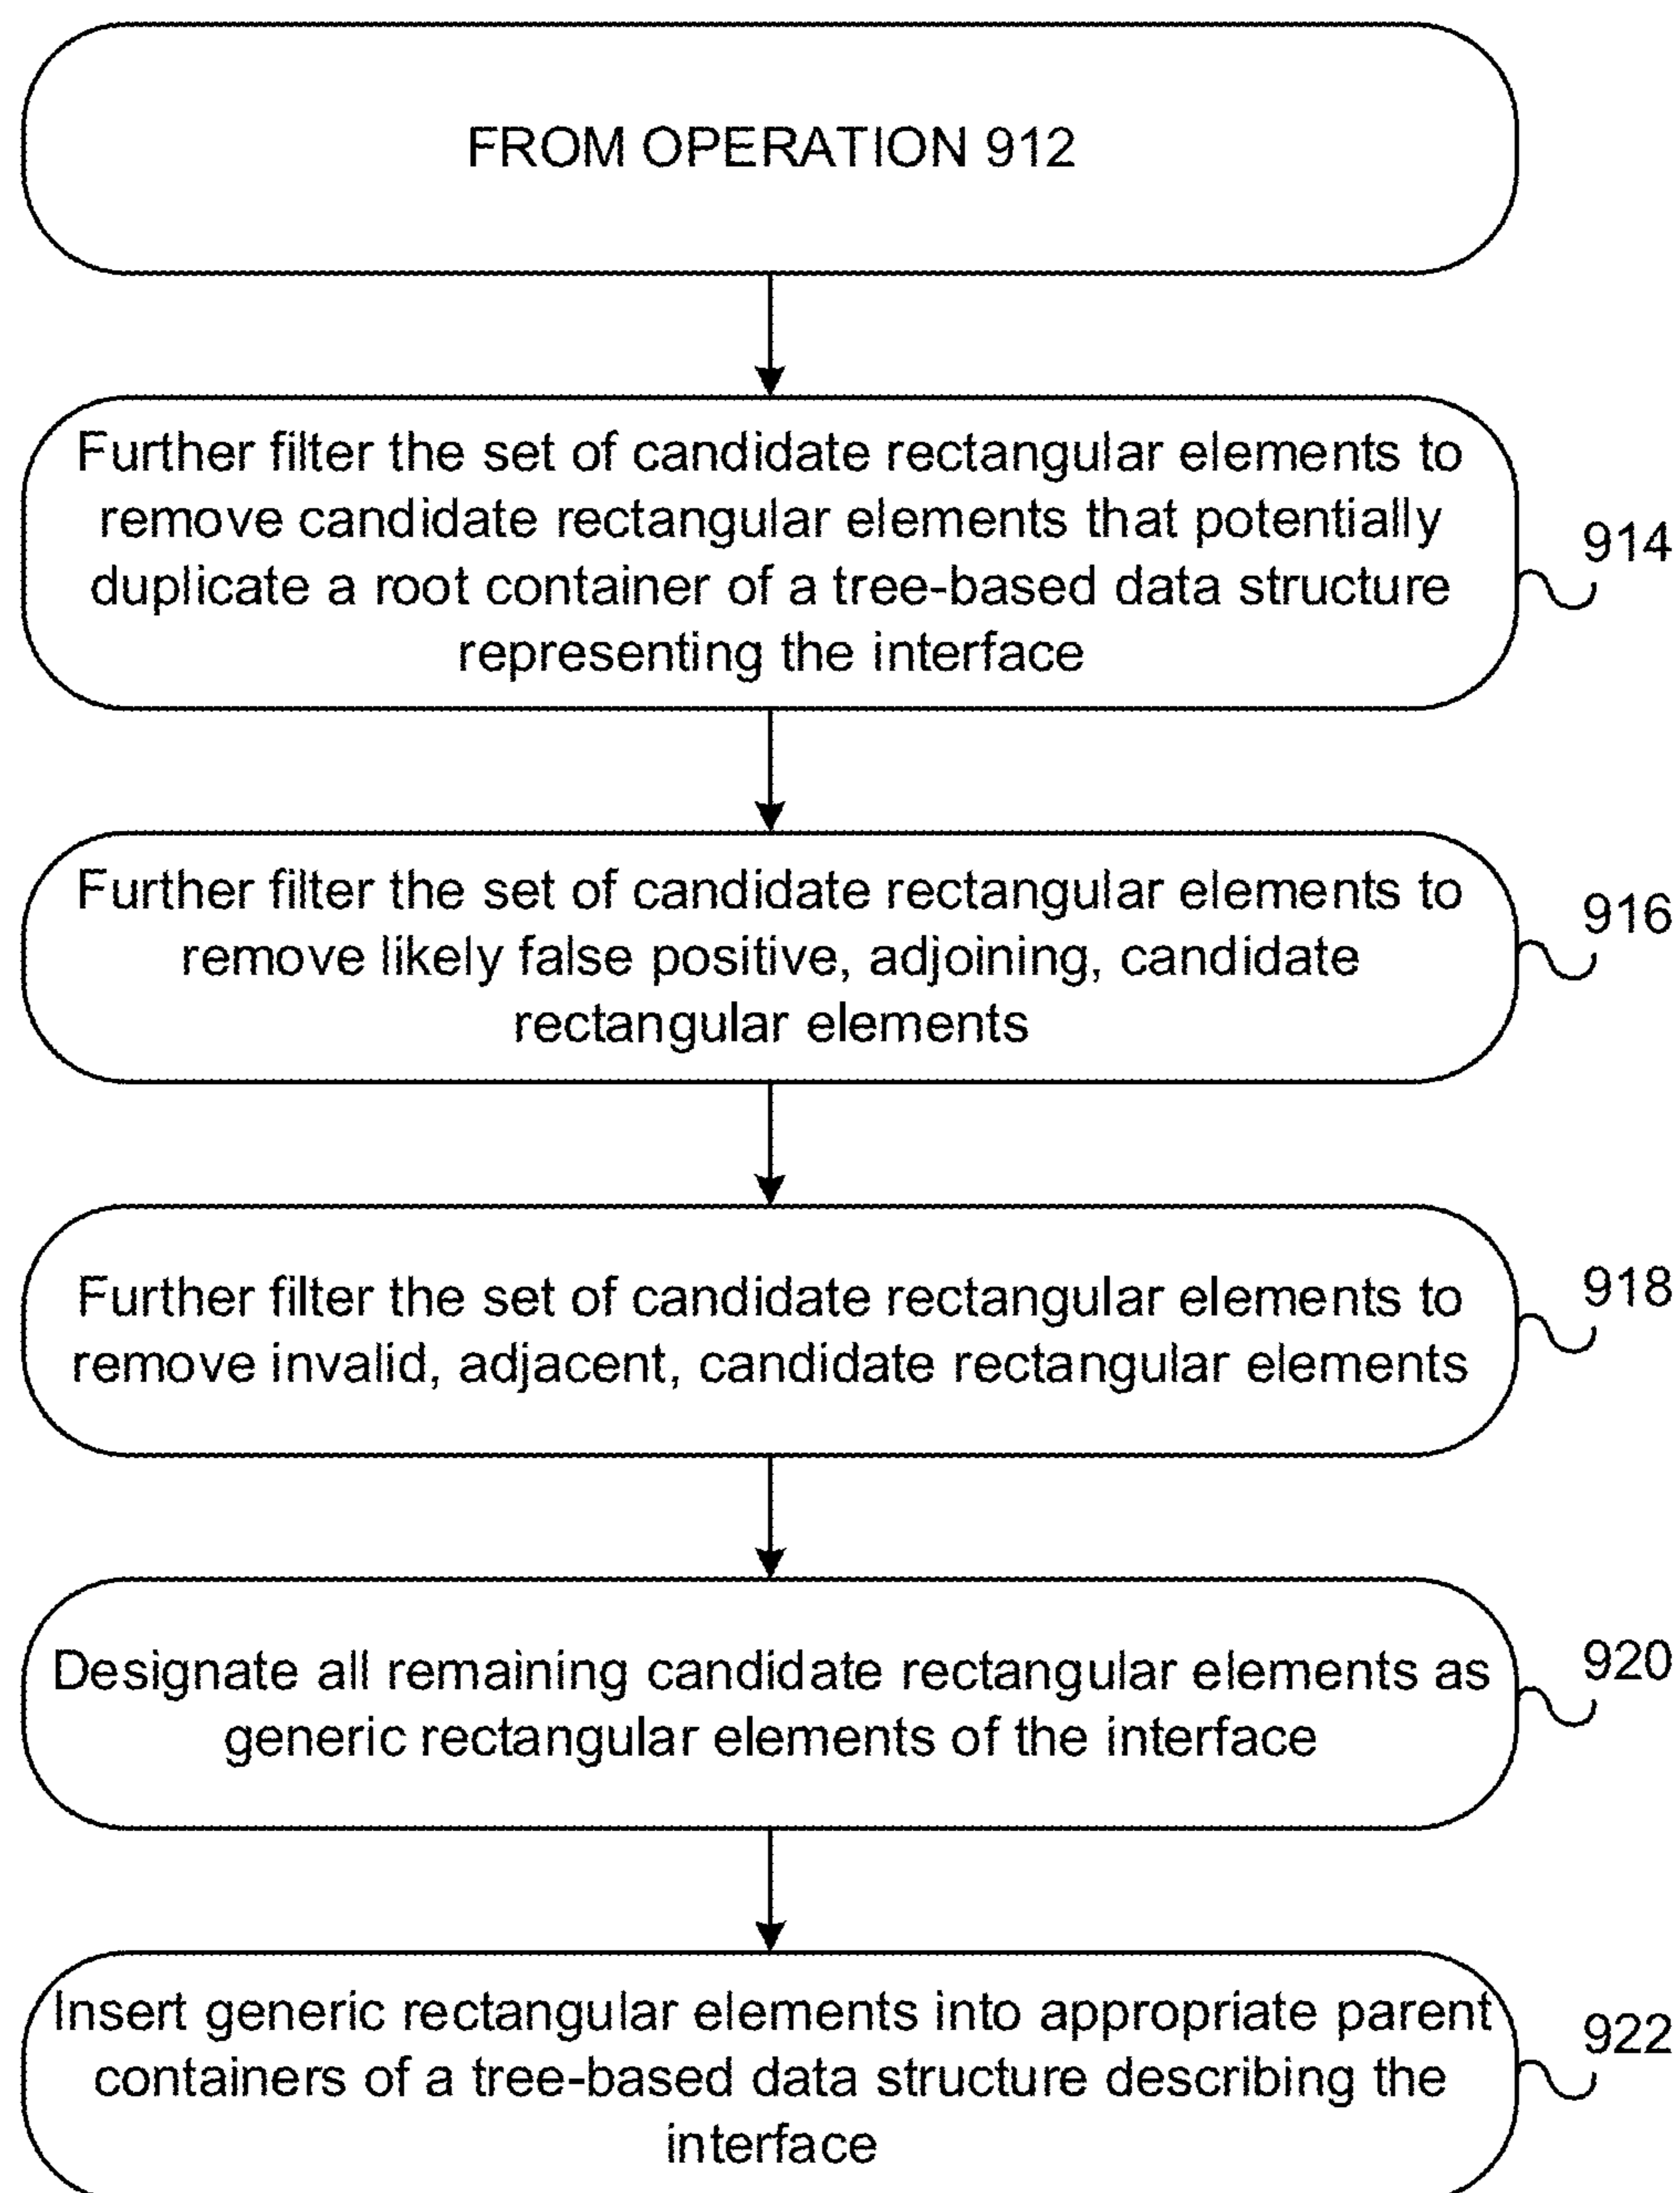 FROM OPERATION 912
Further filter the set of candidate rectangular elements to
remove candidate rectangular elements that potentially
duplicate a root container of a tree-based data structure
representing the interface
914
Further filter the set of candidate rectangular elements to
remove likely false positive, adjoining, candidate
rectangular elements
916
Further filter the set of candidate rectangular elements to
remove invalid, adjacent, candidate rectangular elements
918
Designate all remaining candidate rectangular elements as
generic rectangular elements of the interface
920
Insert generic rectangular elements into appropriate parent
containers of a tree-based data structure describing the
interface
922